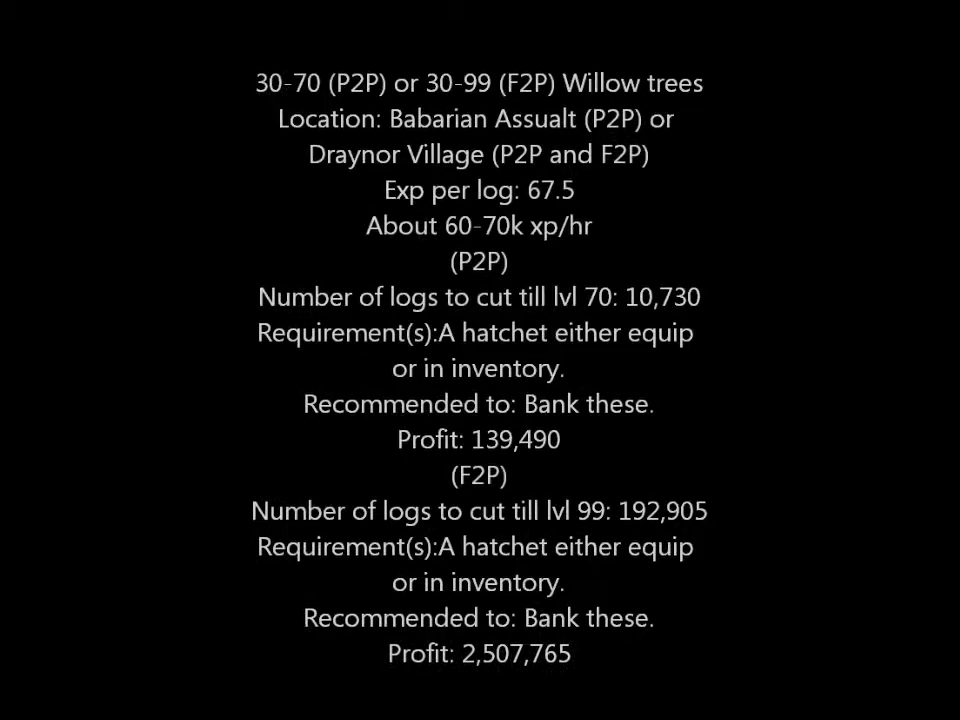 30-70 (P2P) or 30-99 (F2P) Willow trees
Location: Babarian Assualt (P2P) or
Draynor Village (P2P and F2P)
Exp per log: 67.5
About 60-70k xp/hr
(P2P)
Number of logs to cut till lvl 70: 10,730
Requirement(s):A hatchet either equip
or in inventory.
Recommended to: Bank these.
Profit: 139,490
(F2P)
Number of logs to cut till lvl 99: 192,905
Requirement(s):A hatchet either equip
or in inventory.
Recommended to: Bank these.
Profit: 2,507,765